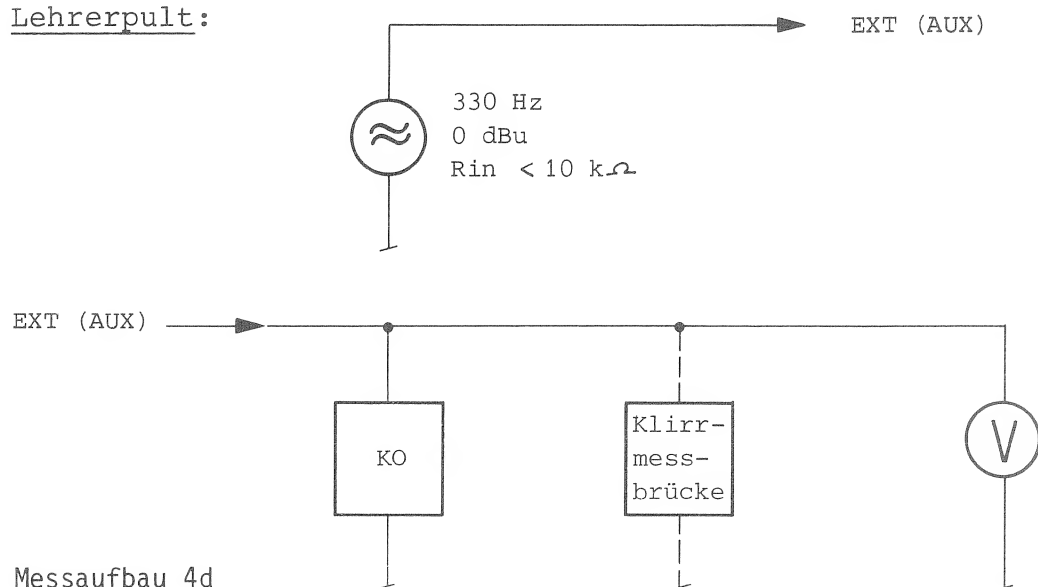 Lehrerpult:
EXT (AUX)
330 Hz
0 dBu
Rin < 10 kΩ
EXT (AUX)
KO
Klirr-
mess-
brücke
V
Messaufbau 4d